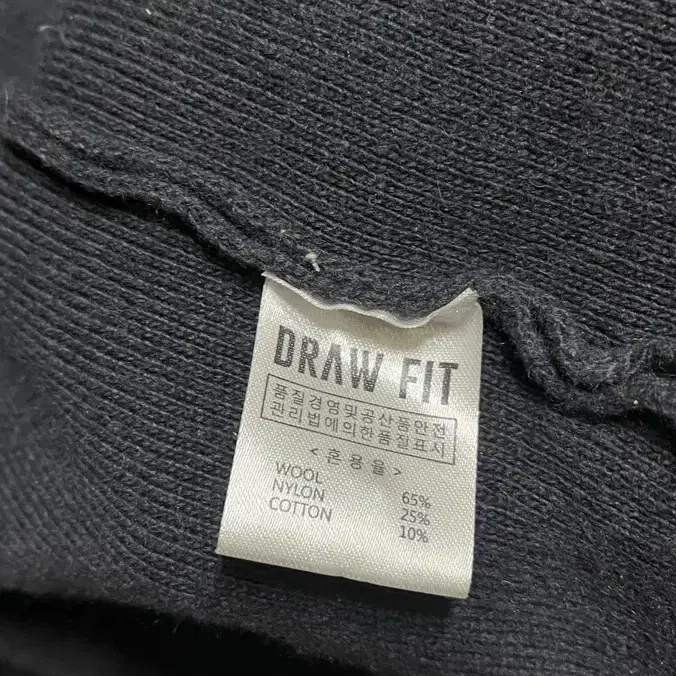 DRAW FIT
품질경영및공산품안전
관리법에의한품질표시
<혼용율>
WOOL 65%
NYLON 25%
COTTON 10%